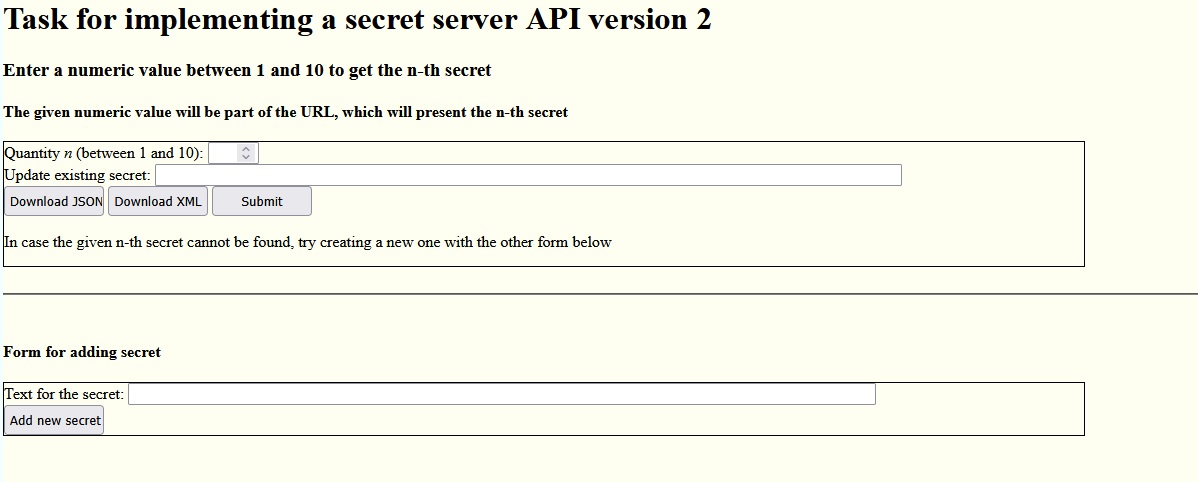 Task for implementing a secret server API version 2
Enter a numeric value between 1 and 10 to get the n-th secret
The given numeric value will be part of the URL, which will present the n-th secret
Quantity n (between 1 and 10):
Update existing secret:
Download JSON Download XML Submit
In case the given n-th secret cannot be found, try creating a new one with the other form below
Form for adding secret
Text for the secret:
Add new secret